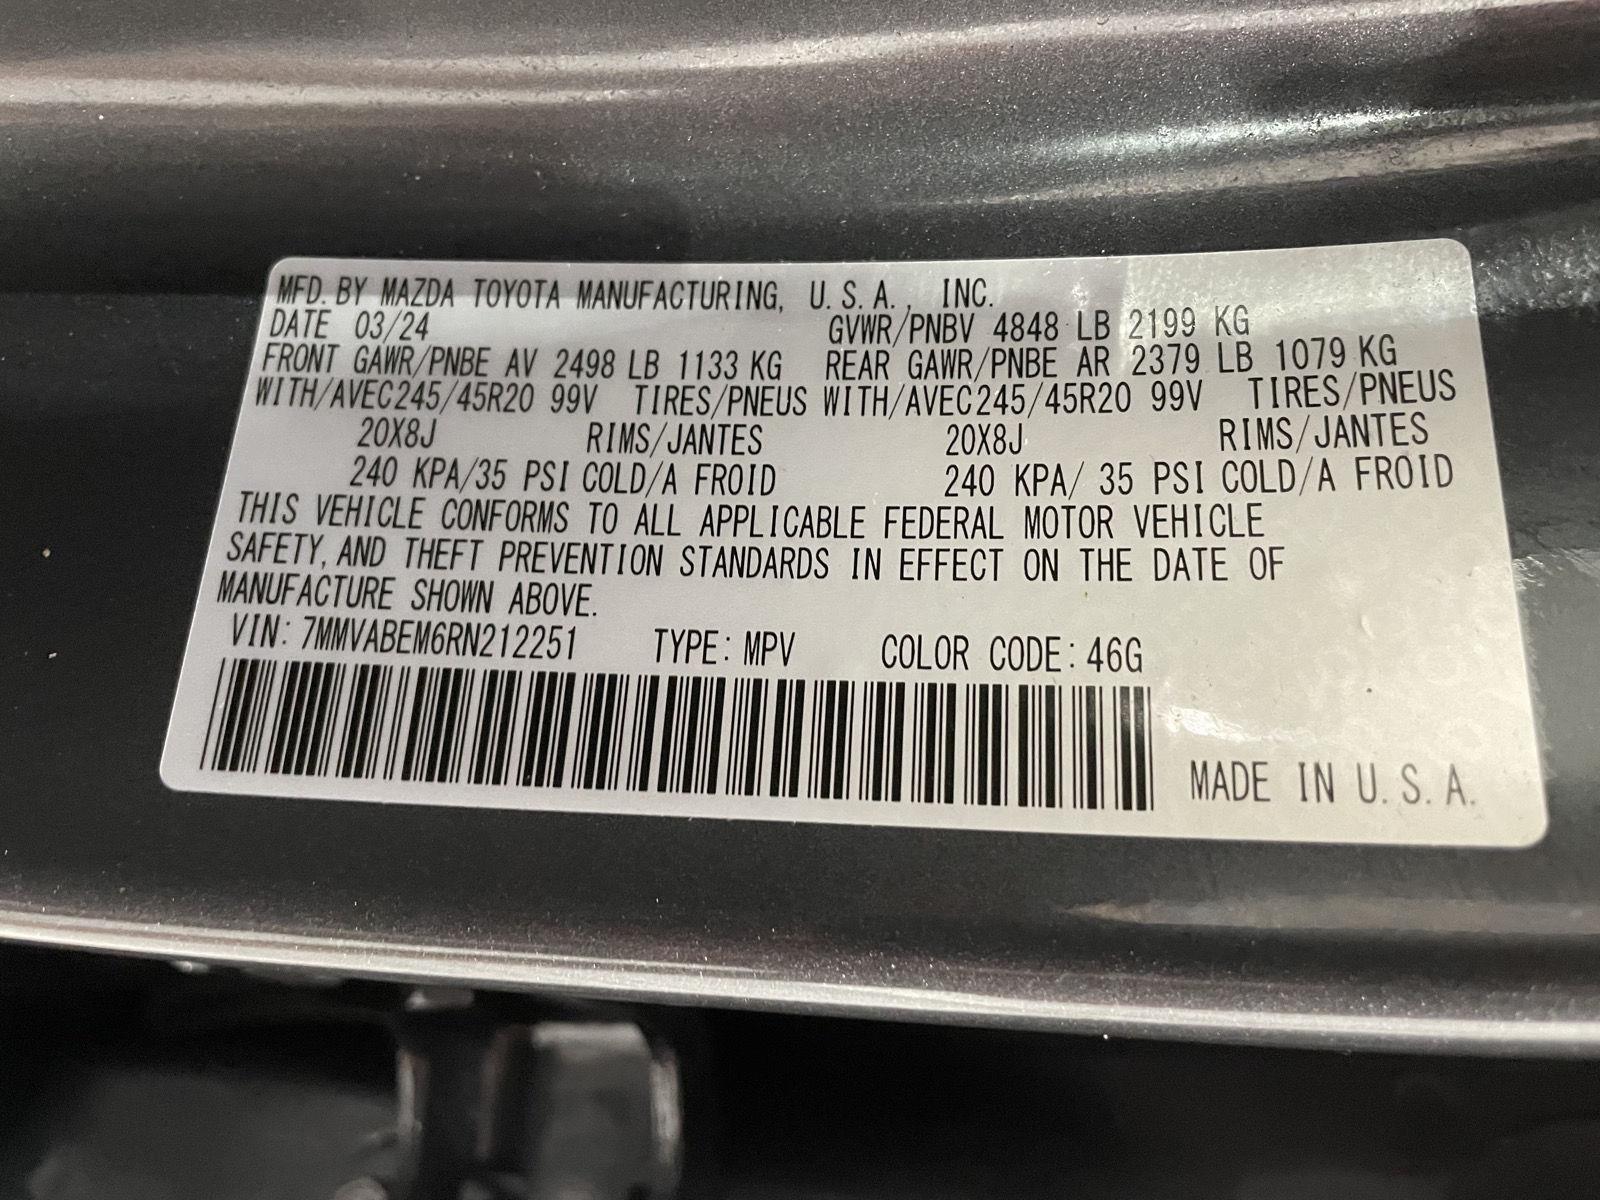 MFD. BY MAZDA TOYOTA MANUFACTURING, U.S.A., INC.
DATE 03/24 GVWR/PNBV 4848 LB 2199 KG
FRONT GAWR/PNBE AV 2498 LB 1133 KG REAR GAWR/PNBE AR 2379 LB 1079 KG
WITH/AVEC245/45R20 99V TIRES/PNEUS WITH/AVEC245/45R20 99V TIRES/PNEUS
20X8J RIMS/JANTES 20X8J RIMS/JANTES
240 KPA/35 PSI COLD/A FROID 240 KPA/ 35 PSI COLD/A FROID
THIS VEHICLE CONFORMS TO ALL APPLICABLE FEDERAL MOTOR VEHICLE
SAFETY, AND THEFT PREVENTION STANDARDS IN EFFECT ON THE DATE OF
MANUFACTURE SHOWN ABOVE.
VIN: 7MMVABEM6RN212251 TYPE: MPV COLOR CODE: 46G
MADE IN U.S.A.